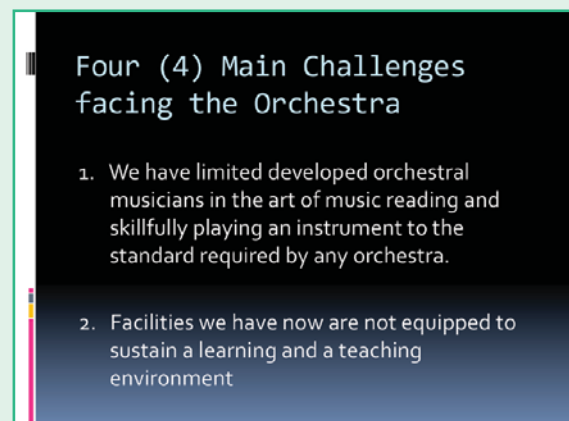 Four (4) Main Challenges
facing the Orchestra
1. We have limited developed orchestral
musicians in the art of music reading and
skillfully playing an instrument to the
standard required by any orchestra.
2. Facilities we have now are not equipped to
sustain a learning and a teaching
environment